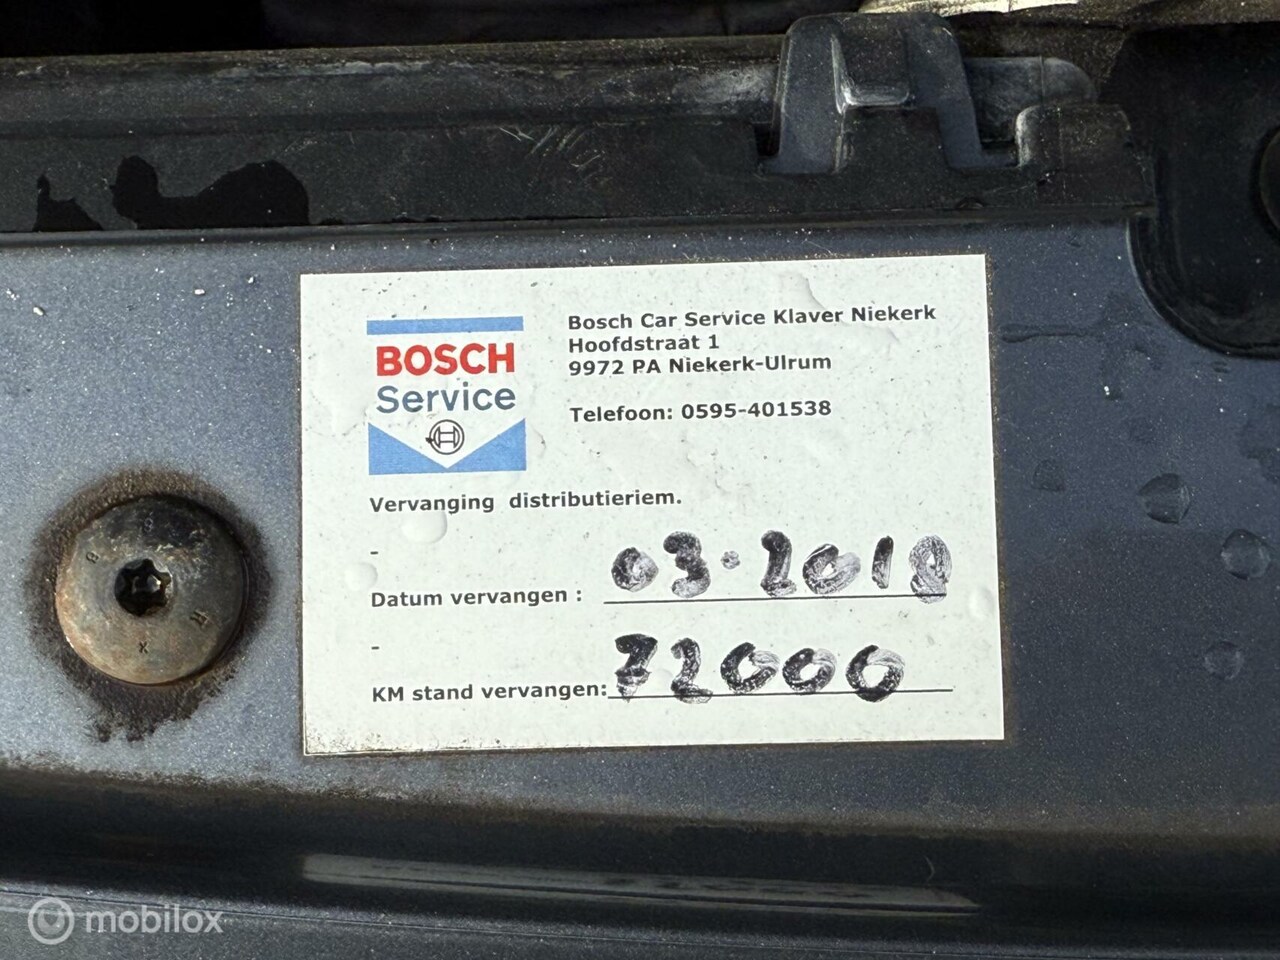 BOSCH
Service
Bosch Car Service Klaver Niekerk
Hoofdstraat 1
9972 PA Niekerk-Ulrum
Telefoon: 0595-401538
Vervanging distributieriem.
-
Datum vervangen : 03·2018
-
KM stand vervangen: 72000
mobilox